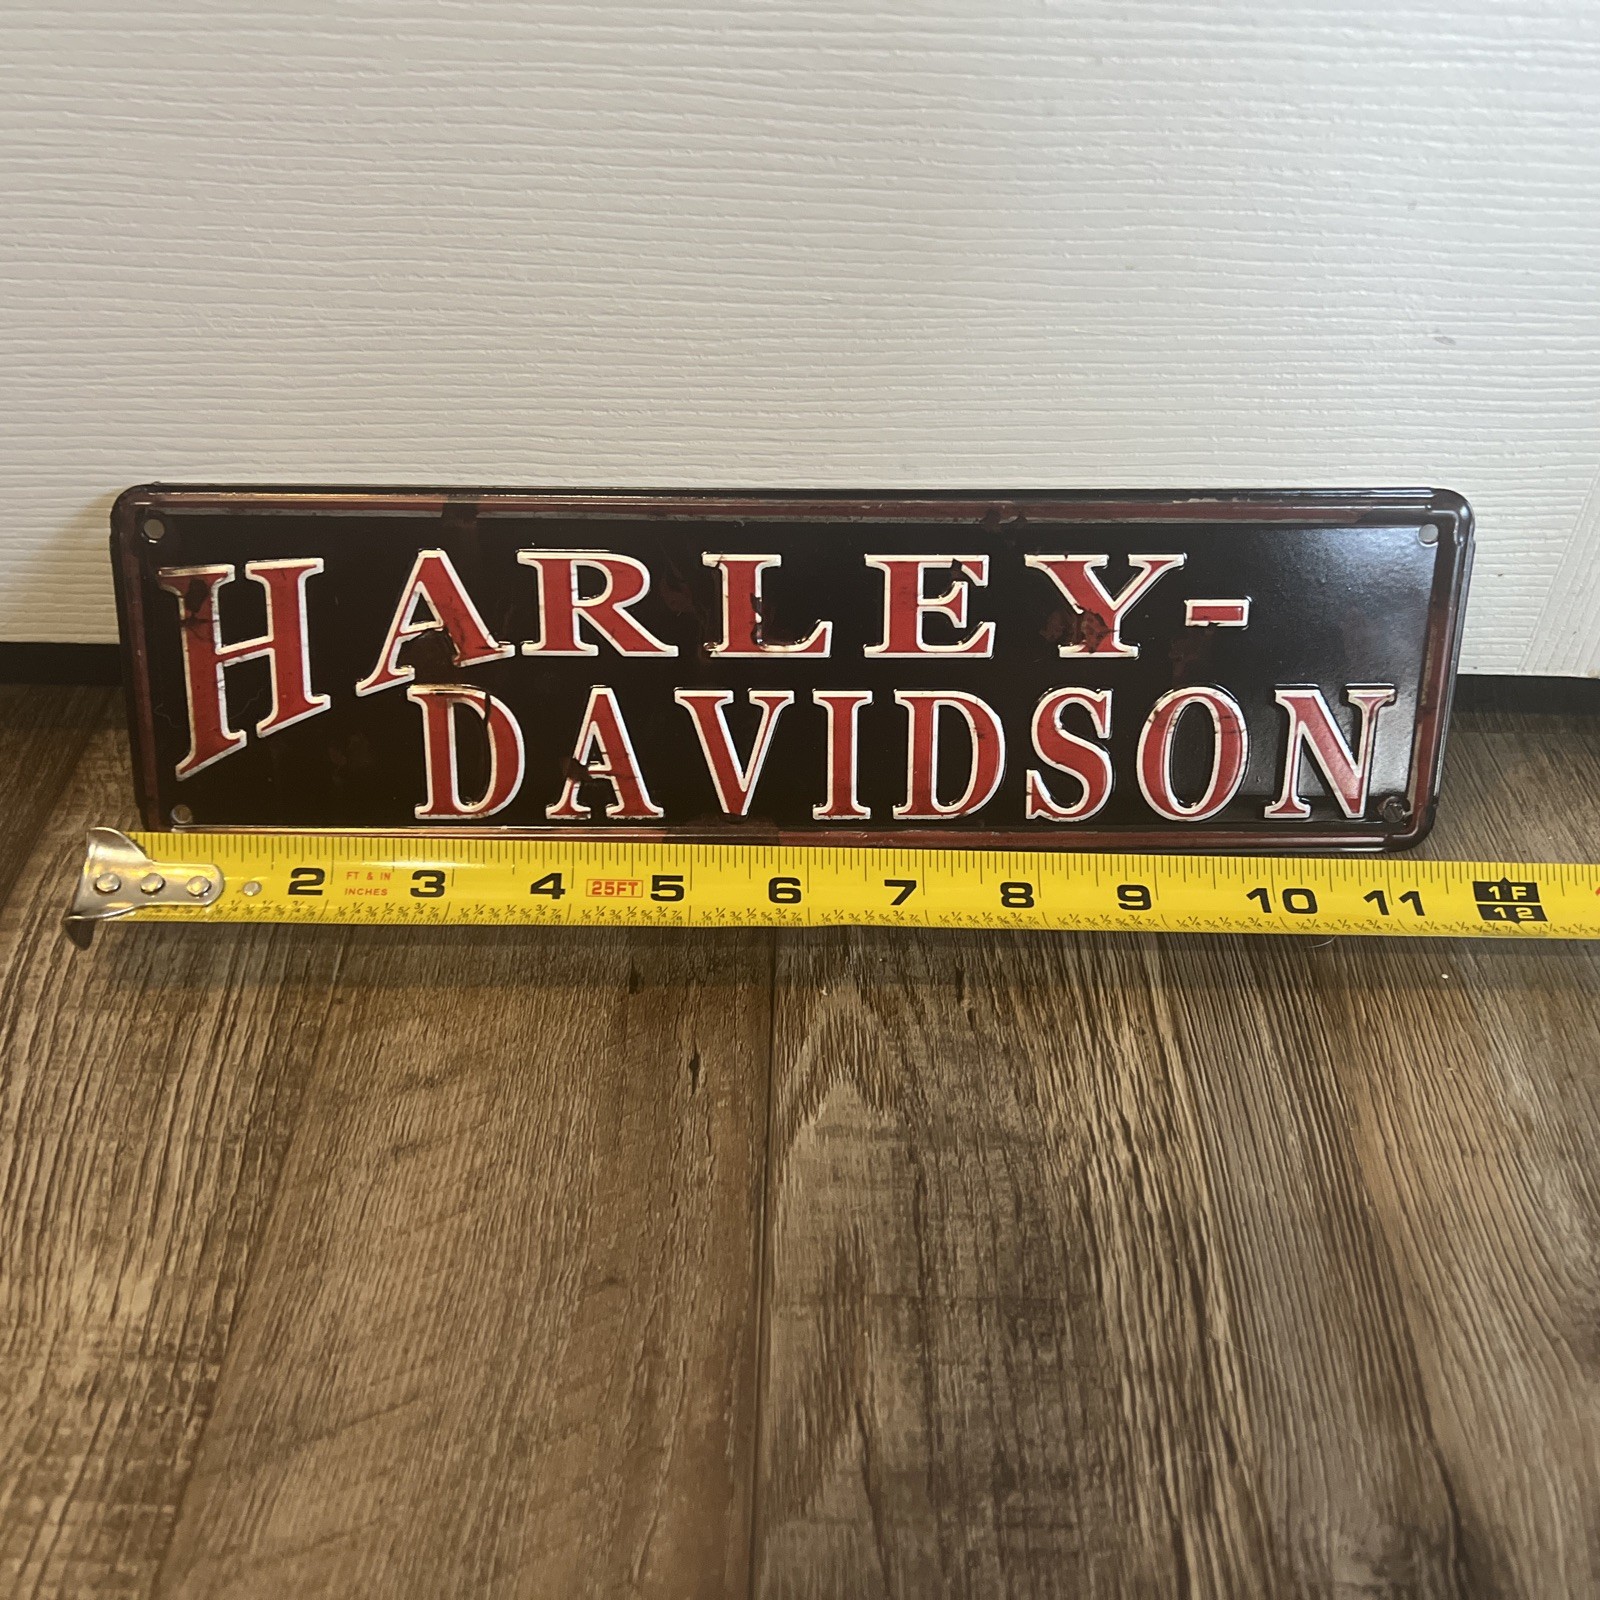 HARLEY-
DAVIDSON
2 FT & IN INCHES 3 4 25FT 5 6 7 8 9 10 11 1F 12